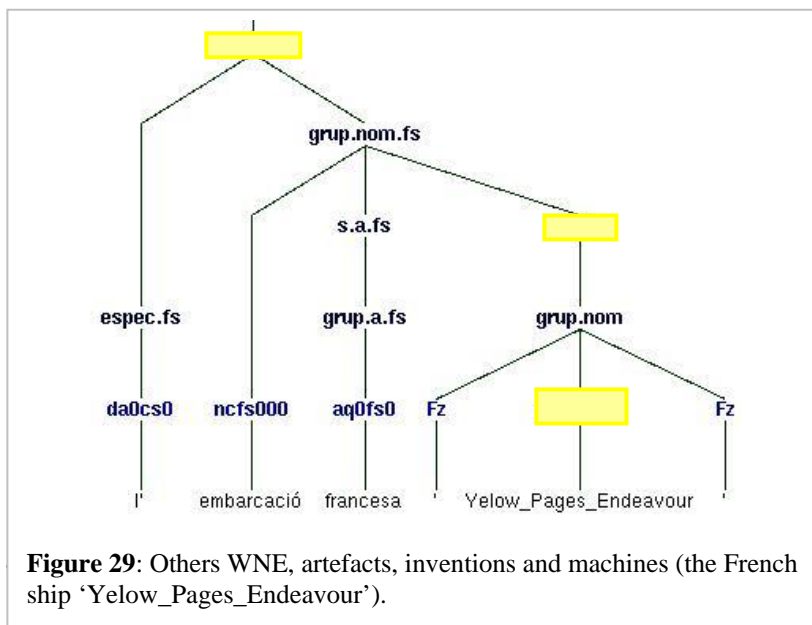 grup.nom.fs
s.a.fs
espec.fs grup.a.fs grup.nom
da0cs0 ncfs000 aq0fs0 Fz Fz
l' embarcació francesa ' Yelow_Pages_Endeavour '
Figure 29: Others WNE, artefacts, inventions and machines (the French
ship ‘Yelow_Pages_Endeavour’).